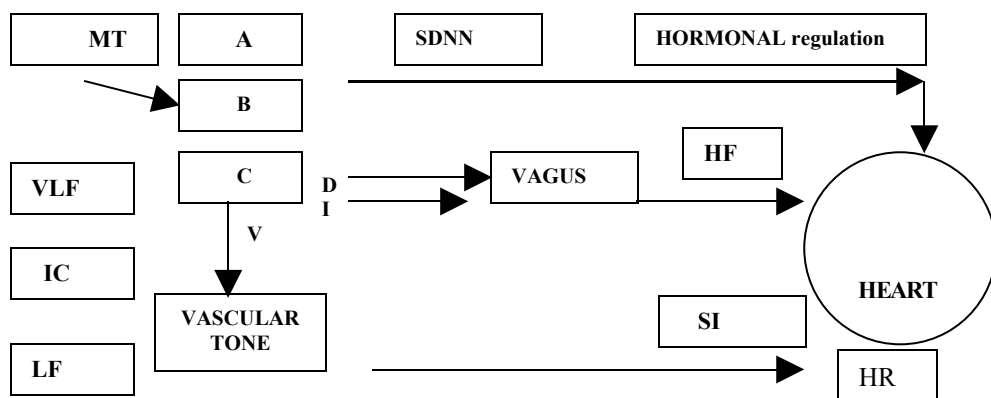 MT
A
SDNN
HORMONAL regulation
B
HF
C
D
I
VAGUS
VLF
V
IC
HEART
VASCULAR
TONE
SI
LF
HR